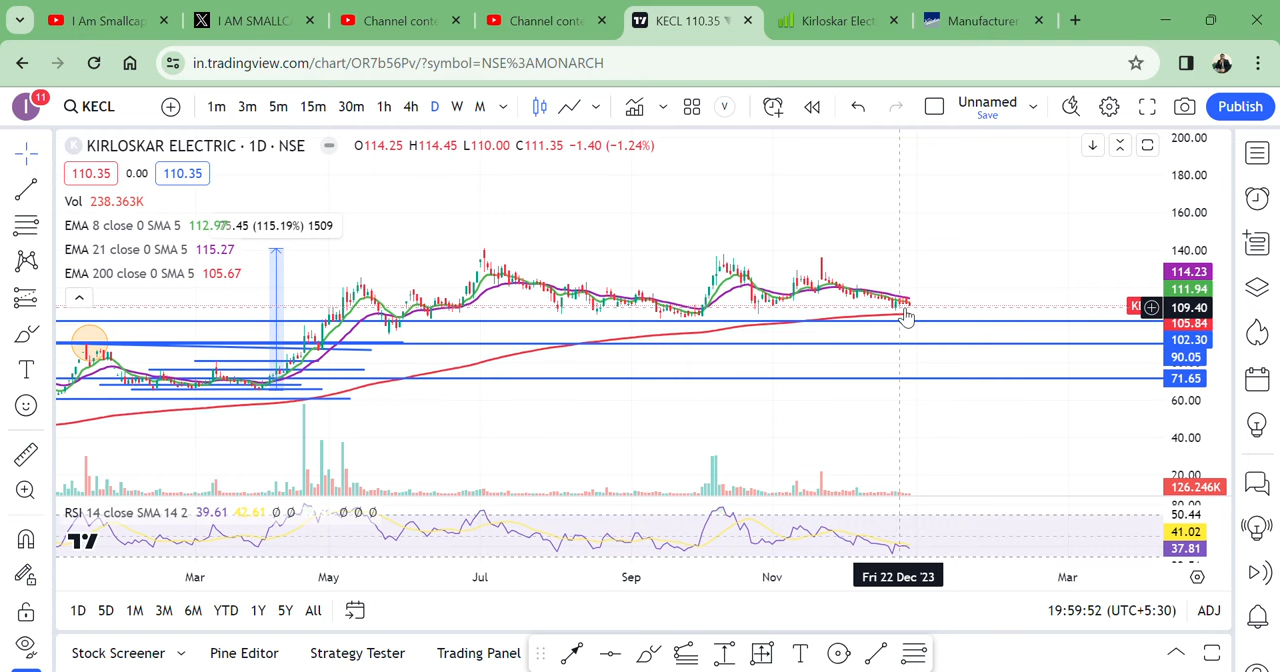 I Am Smallcap
I AM SMALLC
Channel conte
Channel conte
KECL 110.35
Kirloskar Elect
Manufacturer
in.tradingview.com/chart/OR7b56Pv/?symbol=NSE%3AMONARCH
I
11
KECL
1m 3m 5m 15m 30m 1h 4h D W M
V
Unnamed
Save
Publish
K KIRLOSKAR ELECTRIC · 1D · NSE
O114.25 H114.45 L110.00 C111.35 −1.40 (−1.24%)
110.35 0.00 110.35
Vol 238.363K
EMA 8 close 0 SMA 5 112.97
.45 (115.19%) 1509
EMA 21 close 0 SMA 5 115.27
EMA 200 close 0 SMA 5 105.67
200.00
180.00
160.00
140.00
114.23
111.94
109.40
105.84
102.30
90.05
71.65
60.00
40.00
20.00
126.246K
RSI 14 close SMA 14 2 39.61 42.61 Ø Ø Ø Ø Ø
50.44
41.02
37.81
Mar May Jul Sep Nov Fri 22 Dec '23 Mar
1D 5D 1M 3M 6M YTD 1Y 5Y All
19:59:52 (UTC+5:30) ADJ
Stock Screener Pine Editor Strategy Tester Trading Panel